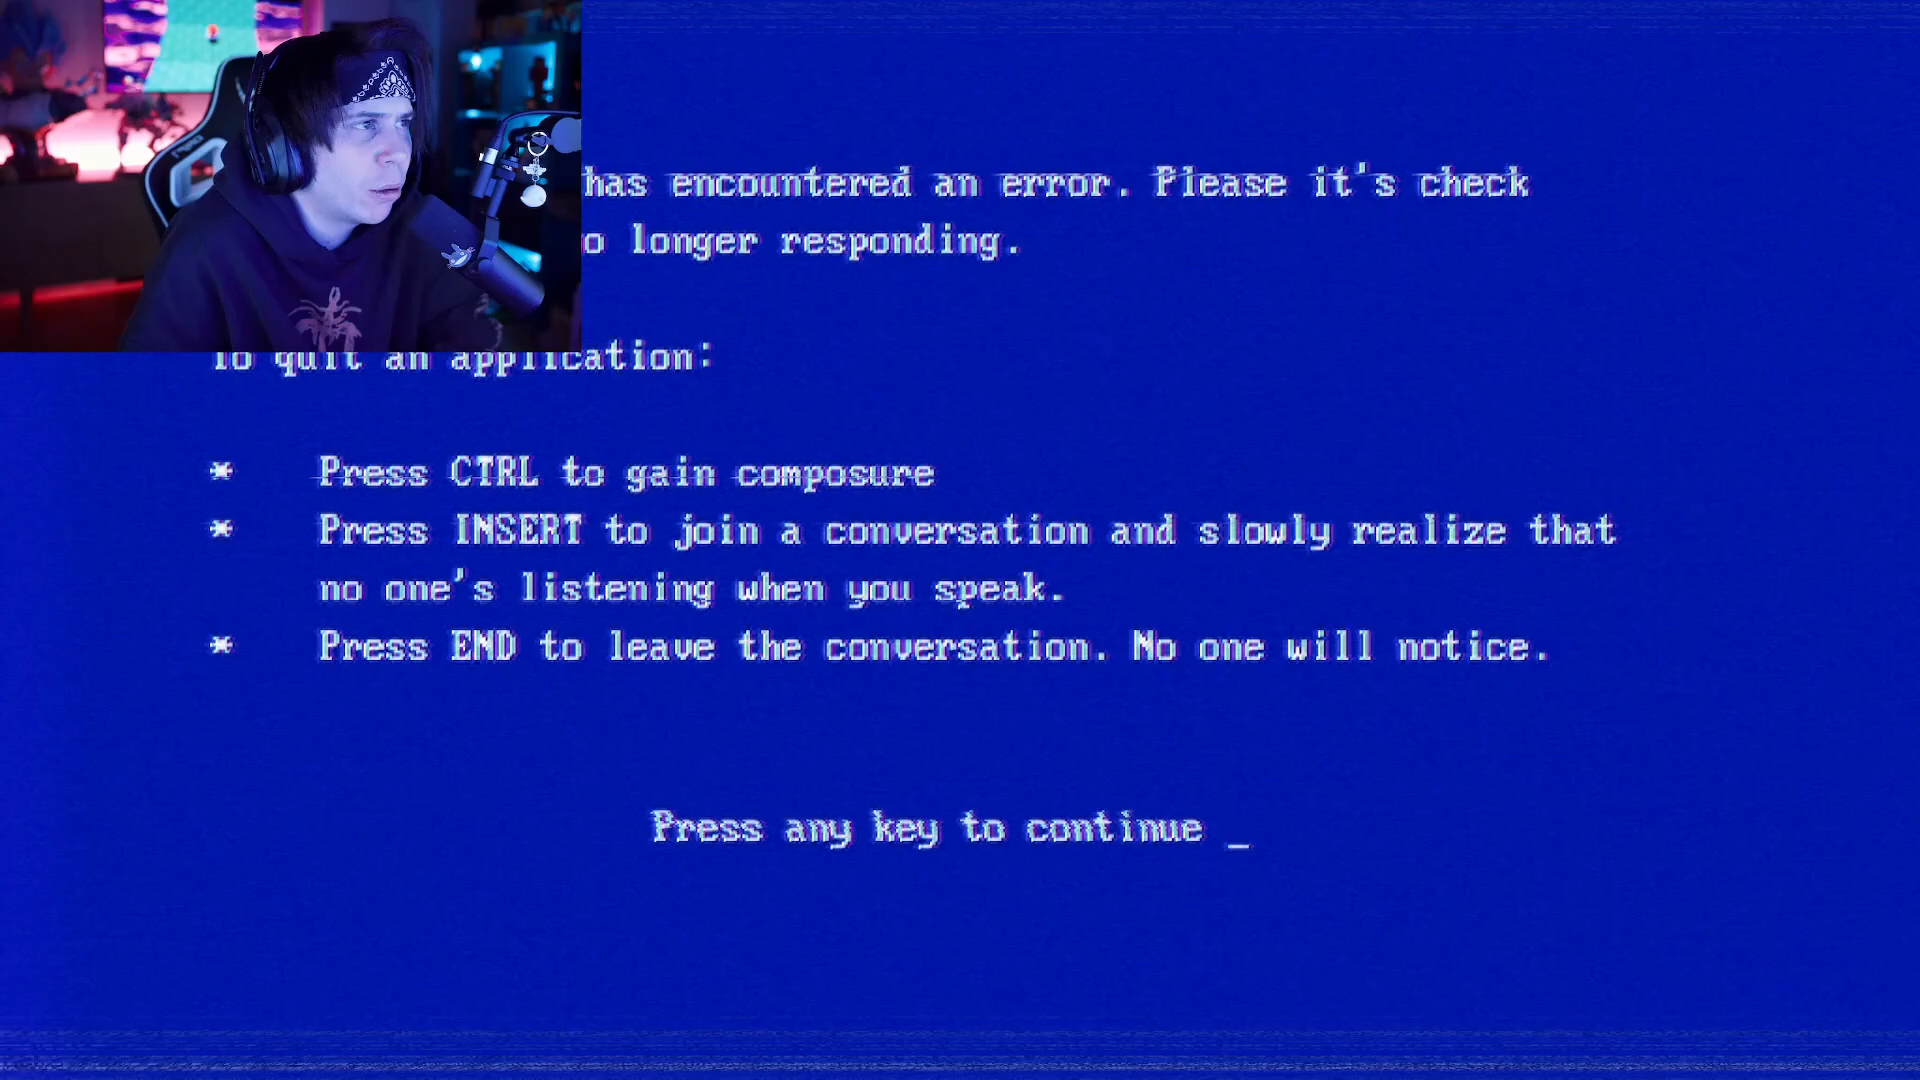 has encountered an error. Please it's check
longer responding.
To quit an application:
* Press CTRL to gain composure
* Press INSERT to join a conversation and slowly realize that
no one's listening when you speak.
* Press END to leave the conversation. No one will notice.
Press any key to continue _